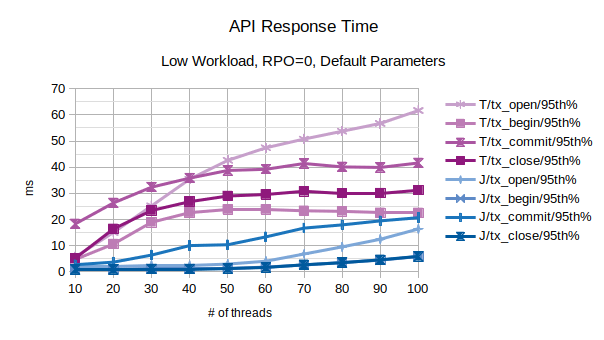 API Response Time
Low Workload, RPO=0, Default Parameters
70
60
50
40
30
20
10
0
ms
10 20 30 40 50 60 70 80 90 100
# of threads
T/tx_open/95th%
T/tx_begin/95th%
T/tx_commit/95th%
T/tx_close/95th%
J/tx_open/95th%
J/tx_begin/95th%
J/tx_commit/95th%
J/tx_close/95th%